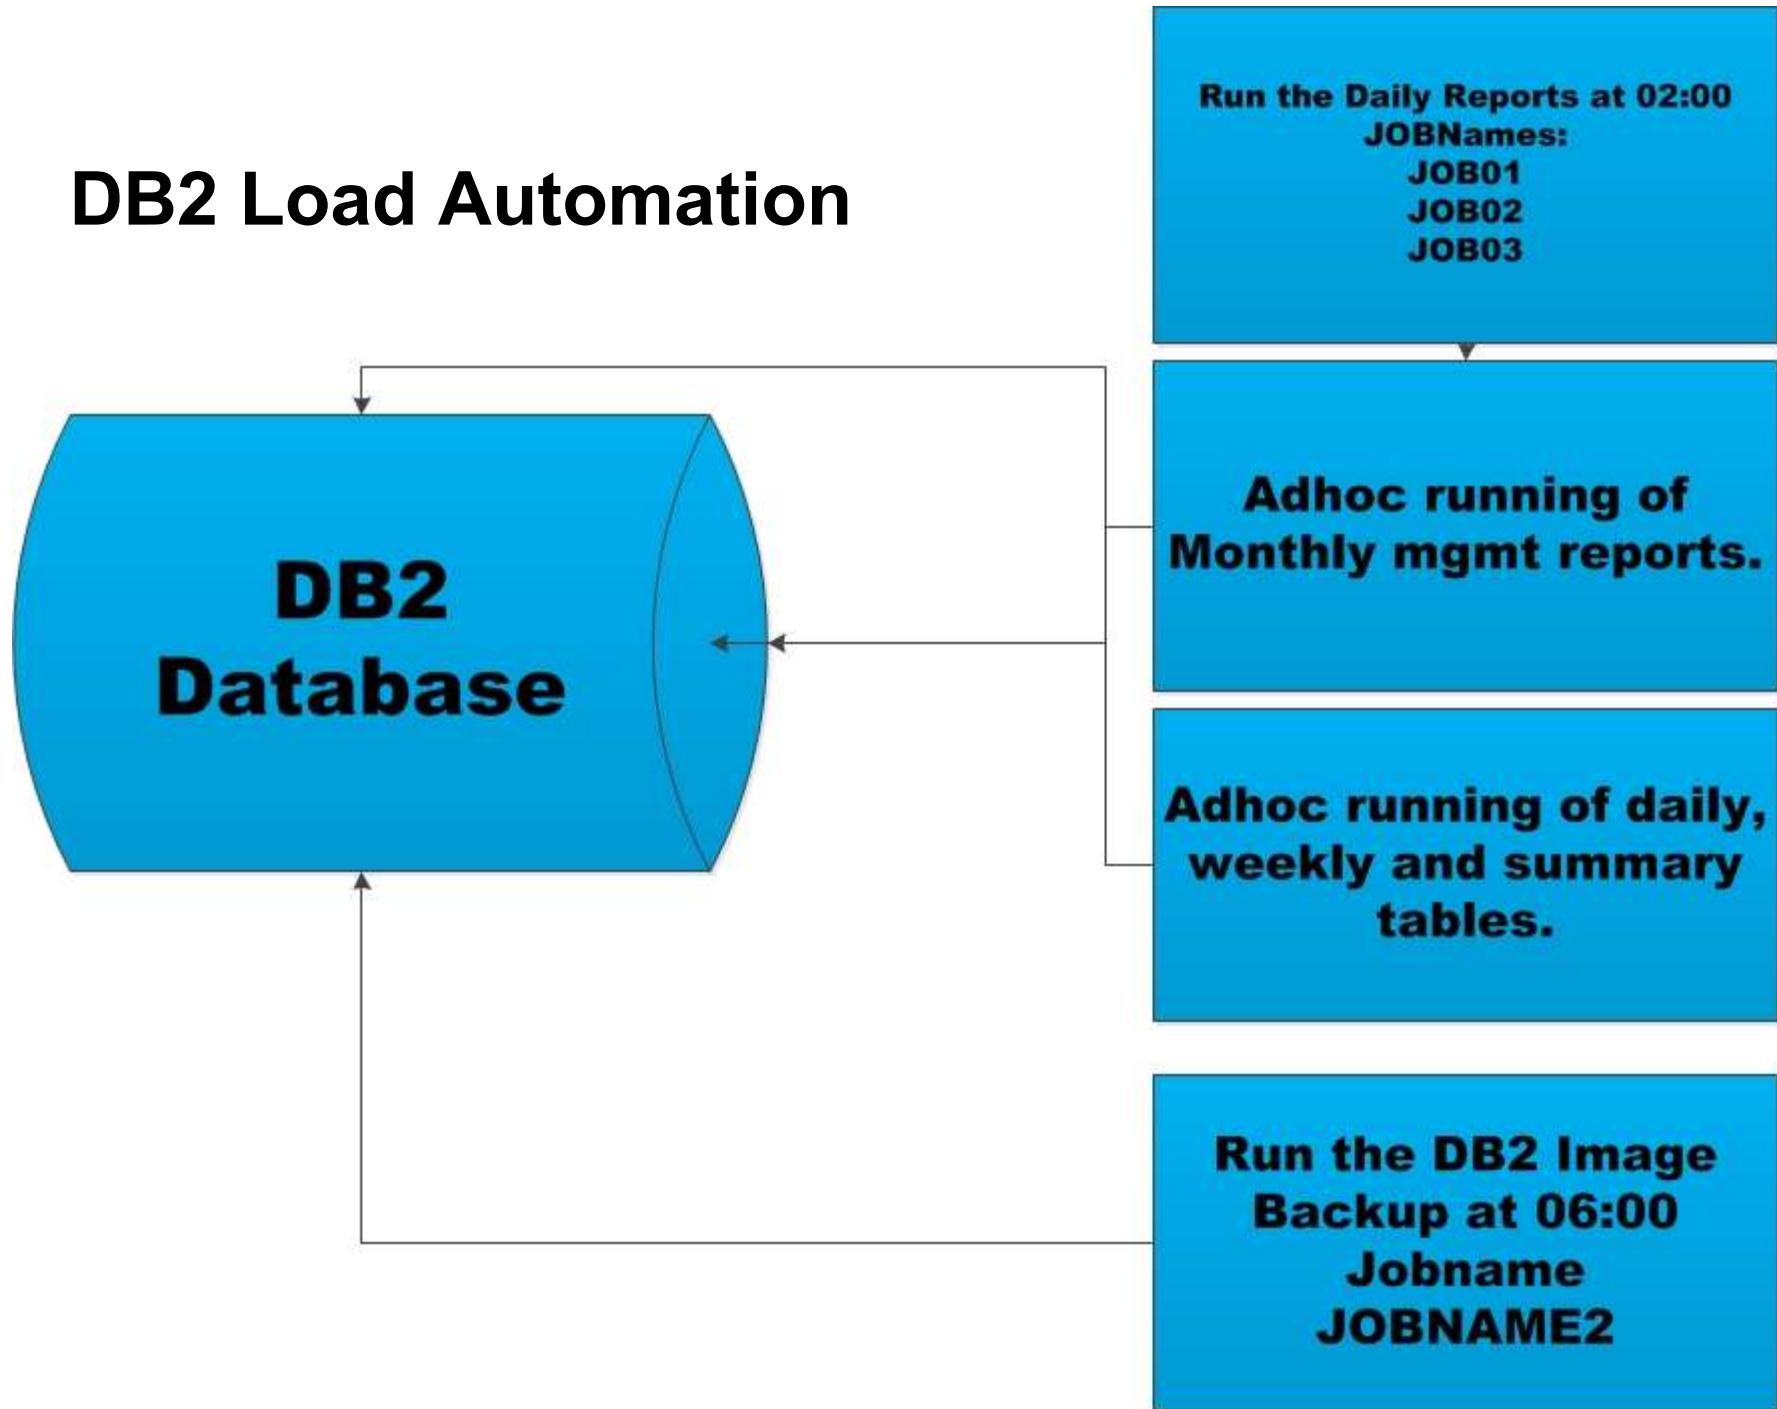 DB2 Load Automation
Run the Daily Reports at 02:00
JOBNames:
JOB01
JOB02
JOB03
Adhoc running of
Monthly mgmt reports.
DB2
Database
Adhoc running of daily,
weekly and summary
tables.
Run the DB2 Image
Backup at 06:00
Jobname
JOBNAME2